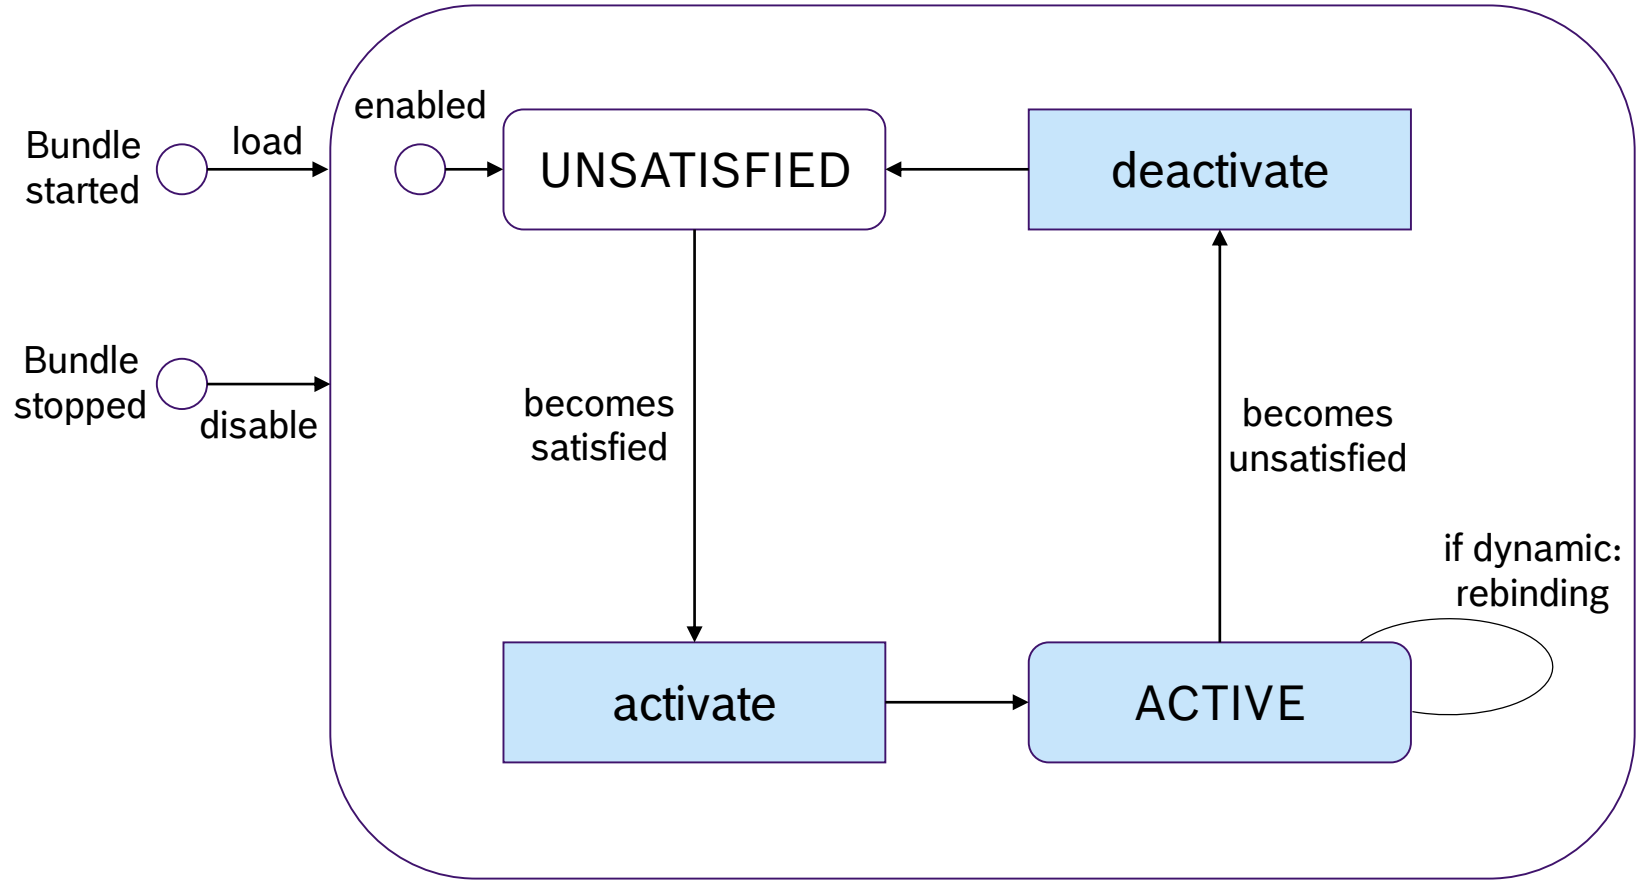 enabled
Bundle
started
load
UNSATISFIED
deactivate
Bundle
stopped
disable
becomes
satisfied
becomes
unsatisfied
if dynamic:
rebinding
activate
ACTIVE